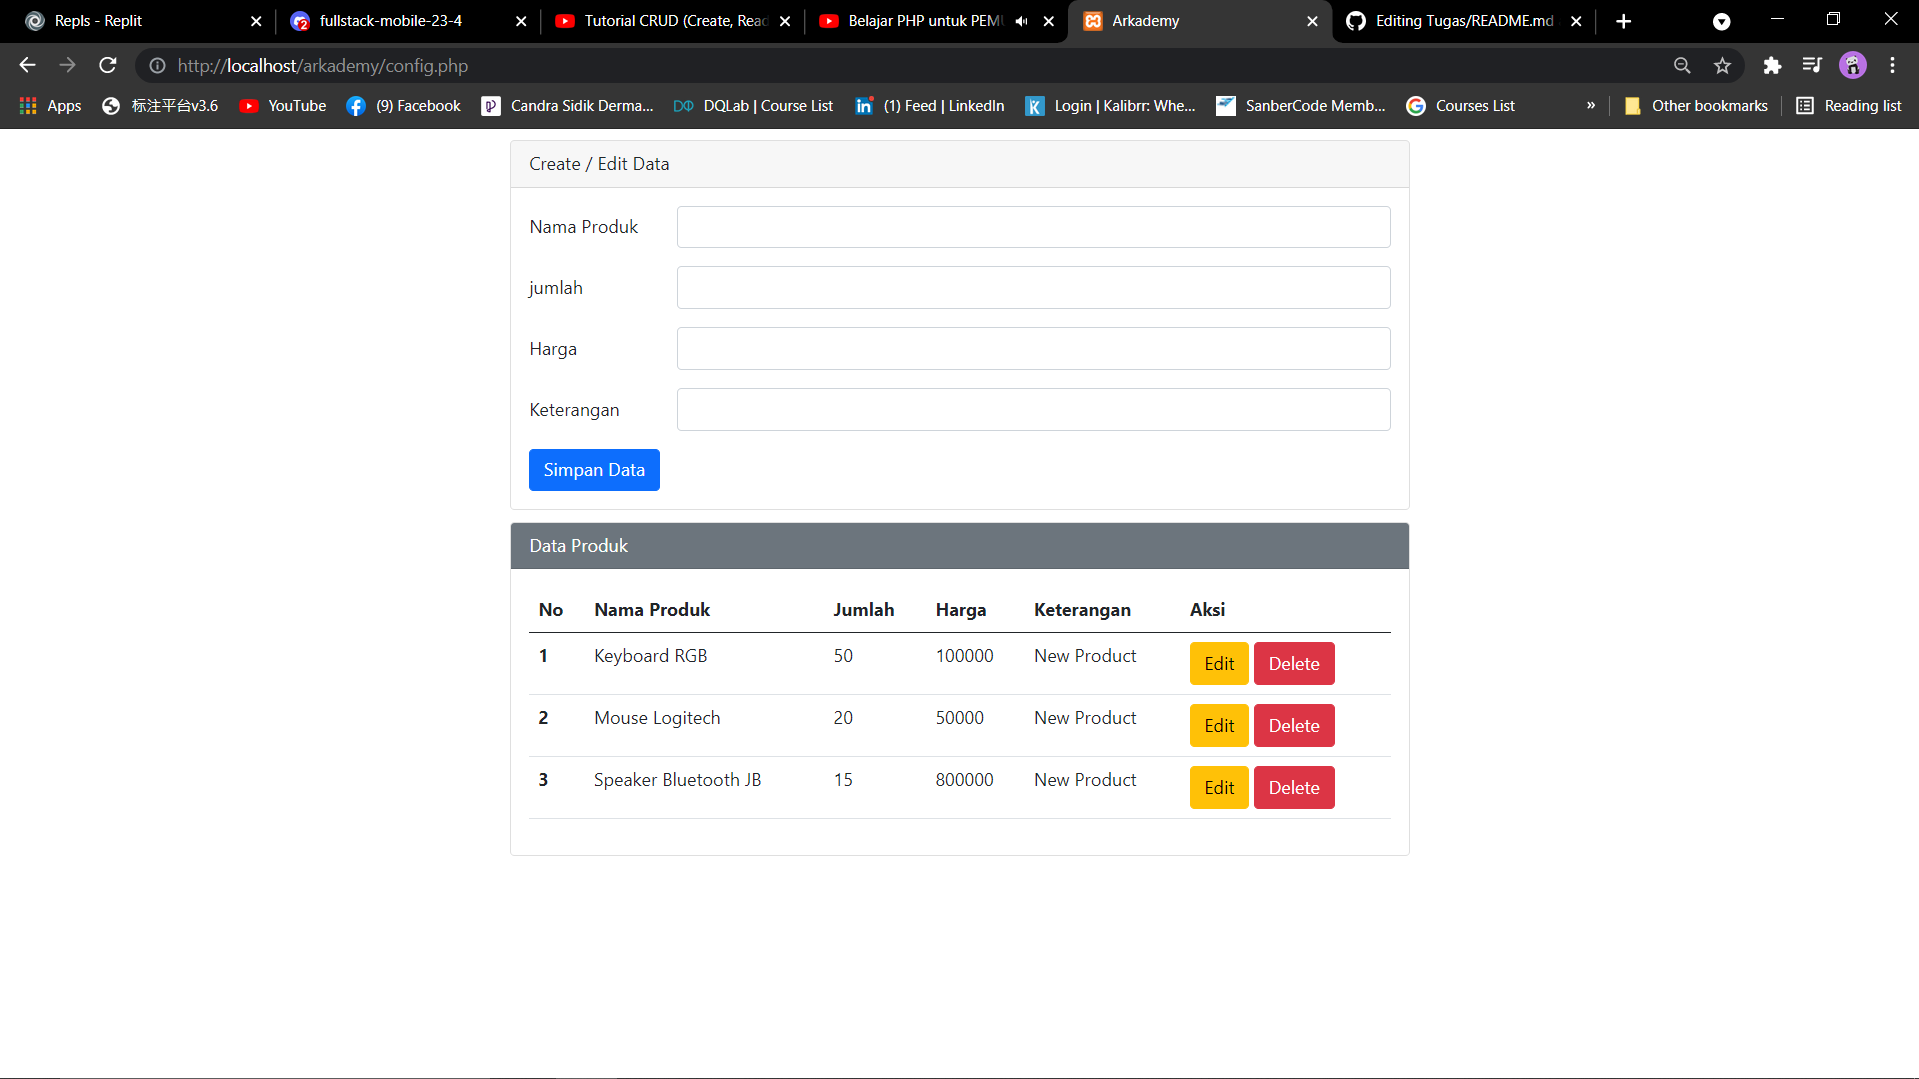 Repls - Replit
fullstack-mobile-23-4
Tutorial CRUD (Create, Read
Belajar PHP untuk PEMU
Arkademy
Editing Tugas/README.md
http://localhost/arkademy/config.php
Apps
标注平台v3.6
YouTube
(9) Facebook
Candra Sidik Derma...
DQLab | Course List
(1) Feed | LinkedIn
Login | Kalibrr: Whe...
SanberCode Memb...
Courses List
»
Other bookmarks
Reading list
Create / Edit Data
Nama Produk
jumlah
Harga
Keterangan
Simpan Data
Data Produk
No Nama Produk Jumlah Harga Keterangan Aksi
1 Keyboard RGB 50 100000 New Product Edit Delete
2 Mouse Logitech 20 50000 New Product Edit Delete
3 Speaker Bluetooth JB 15 800000 New Product Edit Delete